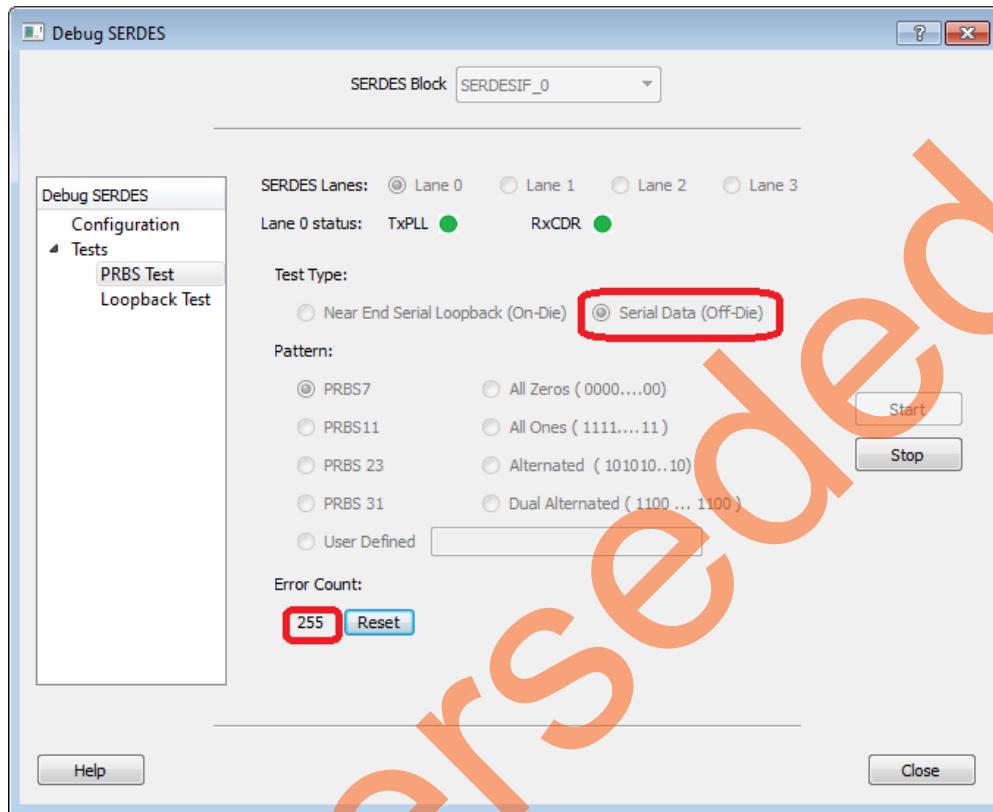 Debug SERDES
SERDES Block SERDESIF_0
Debug SERDES
Configuration
Tests
PRBS Test
Loopback Test
SERDES Lanes: Lane 0 Lane 1 Lane 2 Lane 3
Lane 0 status: TxPLL RxCDR
Test Type:
Near End Serial Loopback (On-Die) Serial Data (Off-Die)
Pattern:
PRBS7 All Zeros ( 0000....00)
PRBS11 All Ones ( 1111....11 )
PRBS 23 Alternated ( 101010..10)
PRBS 31 Dual Alternated ( 1100 ... 1100 )
User Defined
Start
Stop
Error Count:
255 Reset
Help Close
erseded